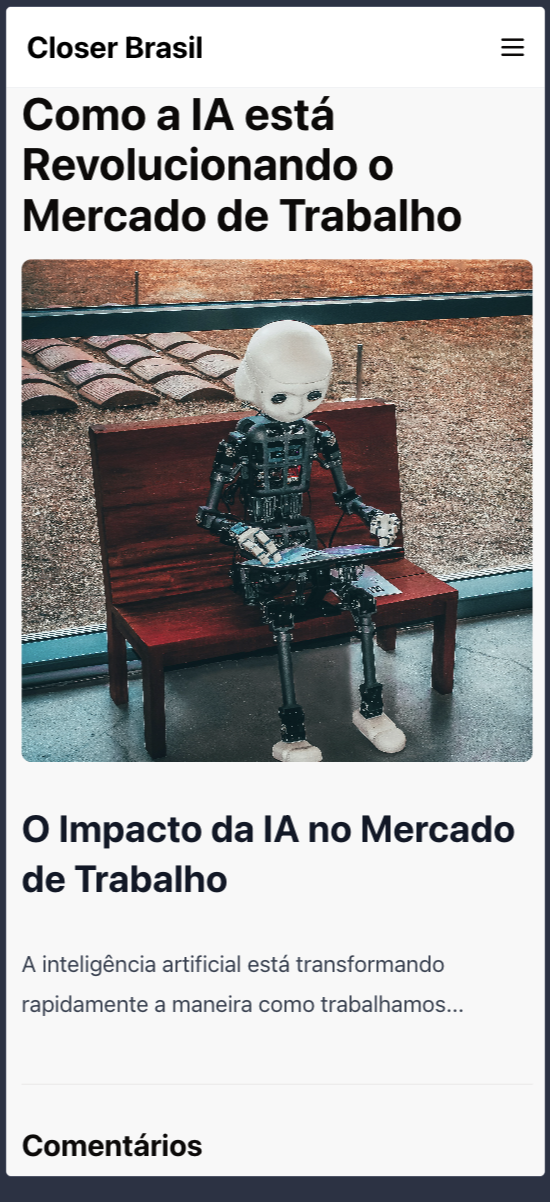 Closer Brasil
Como a IA está
Revolucionando o
Mercado de Trabalho
O Impacto da IA no Mercado
de Trabalho
A inteligência artificial está transformando
rapidamente a maneira como trabalhamos...
Comentários